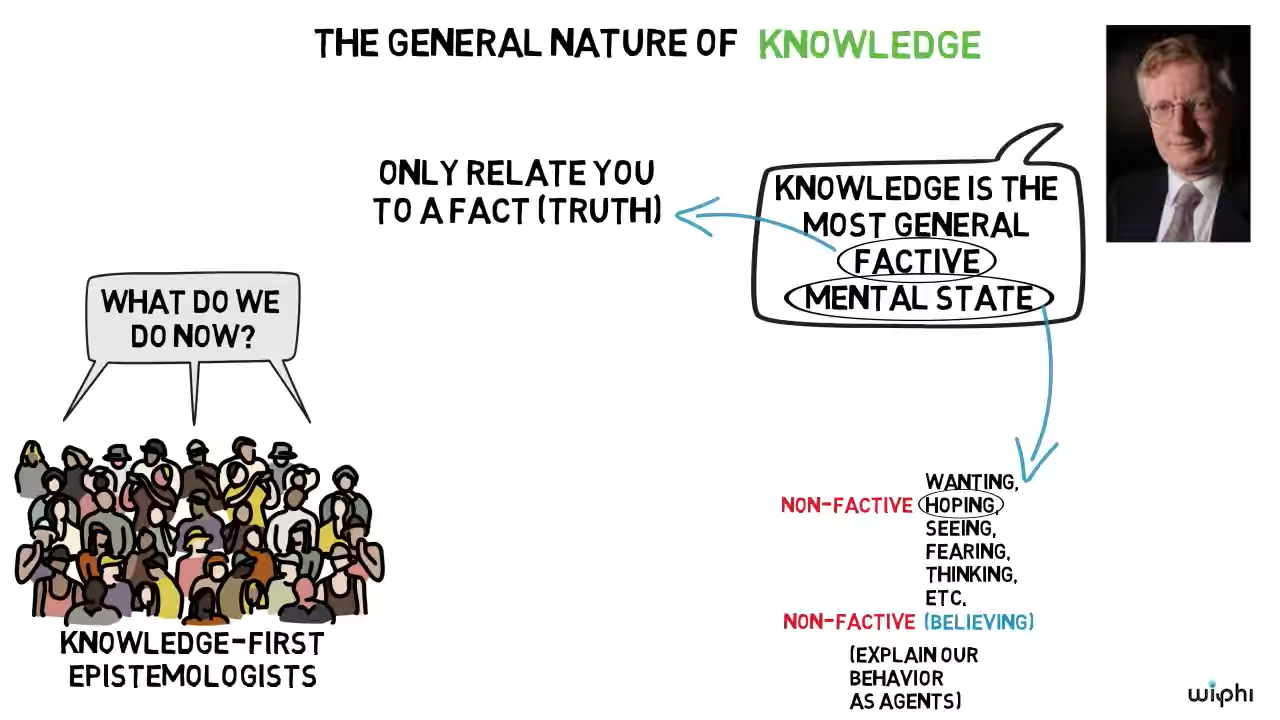 THE GENERAL NATURE OF KNOWLEDGE
ONLY RELATE YOU
TO A FACT (TRUTH)
KNOWLEDGE IS THE
MOST GENERAL
FACTIVE
MENTAL STATE
WHAT DO WE
DO NOW?
KNOWLEDGE-FIRST
EPISTEMOLOGISTS
WANTING,
NON-FACTIVE HOPING,
SEEING,
FEARING,
THINKING,
ETC.
NON-FACTIVE (BELIEVING)
(EXPLAIN OUR
BEHAVIOR
AS AGENTS)
wiphi